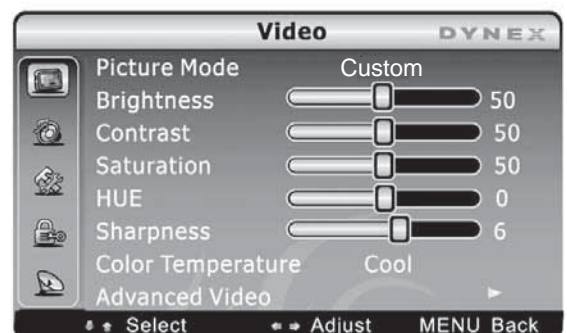 Video DYNEX
Picture Mode Custom
Brightness 50
Contrast 50
Saturation 50
HUE 0
Sharpness 6
Color Temperature Cool
Advanced Video
Select Adjust MENU Back